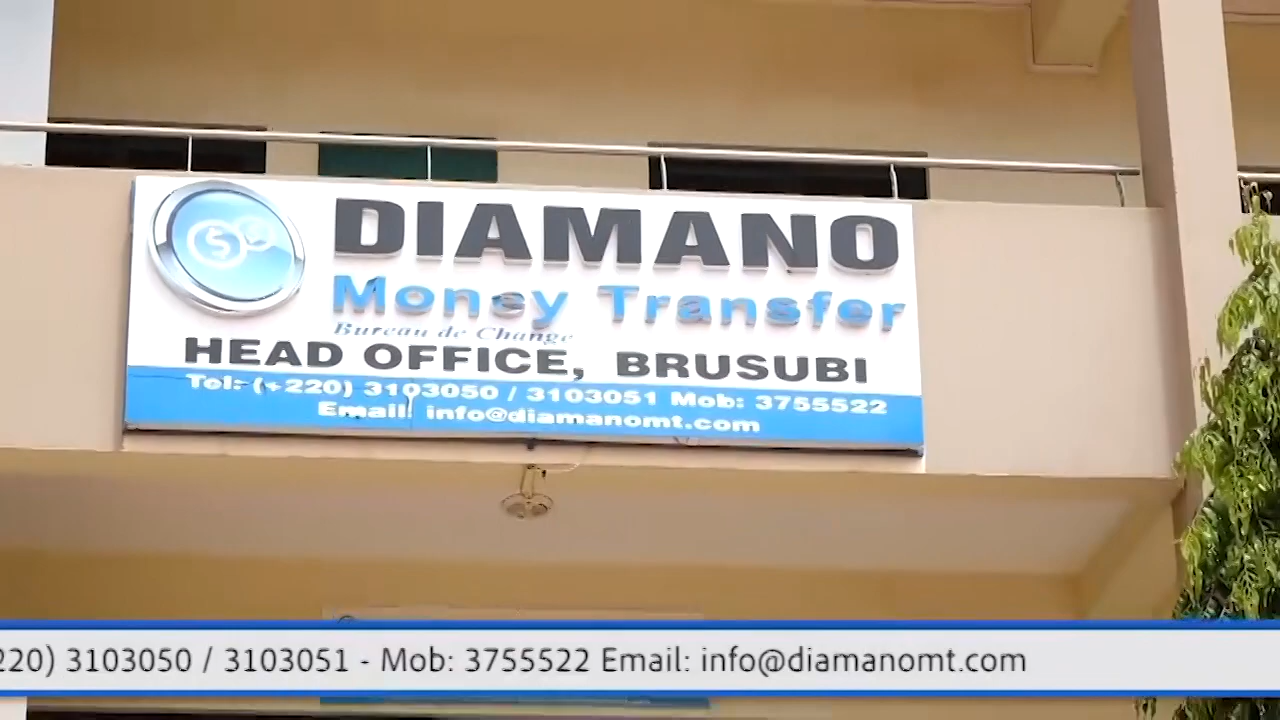 DIAMANO
Money Transfer
Bureau de Change
HEAD OFFICE, BRUSUBI
Tel: (+220) 3103050 / 3103051 Mob: 3755522
Email: info@diamanomt.com
220) 3103050 / 3103051 - Mob: 3755522 Email: info@diamanomt.com